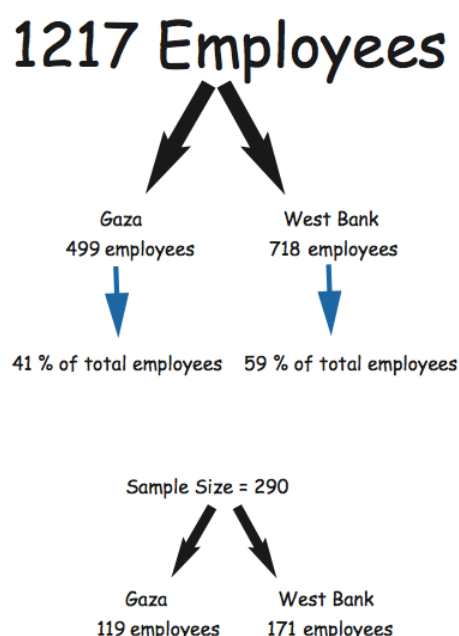 1217 Employees
Gaza
499 employees
West Bank
718 employees
41 % of total employees
59 % of total employees
Sample Size = 290
Gaza
119 employees
West Bank
171 employees